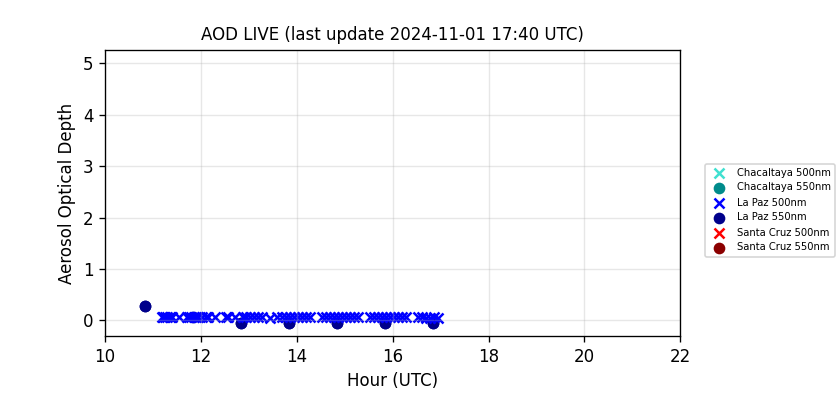 AOD LIVE (last update 2024-11-01 17:40 UTC)
Aerosol Optical Depth
5
4
3
2
1
0
10 12 14 16 18 20 22
Hour (UTC)
Chacaltaya 500nm
Chacaltaya 550nm
La Paz 500nm
La Paz 550nm
Santa Cruz 500nm
Santa Cruz 550nm